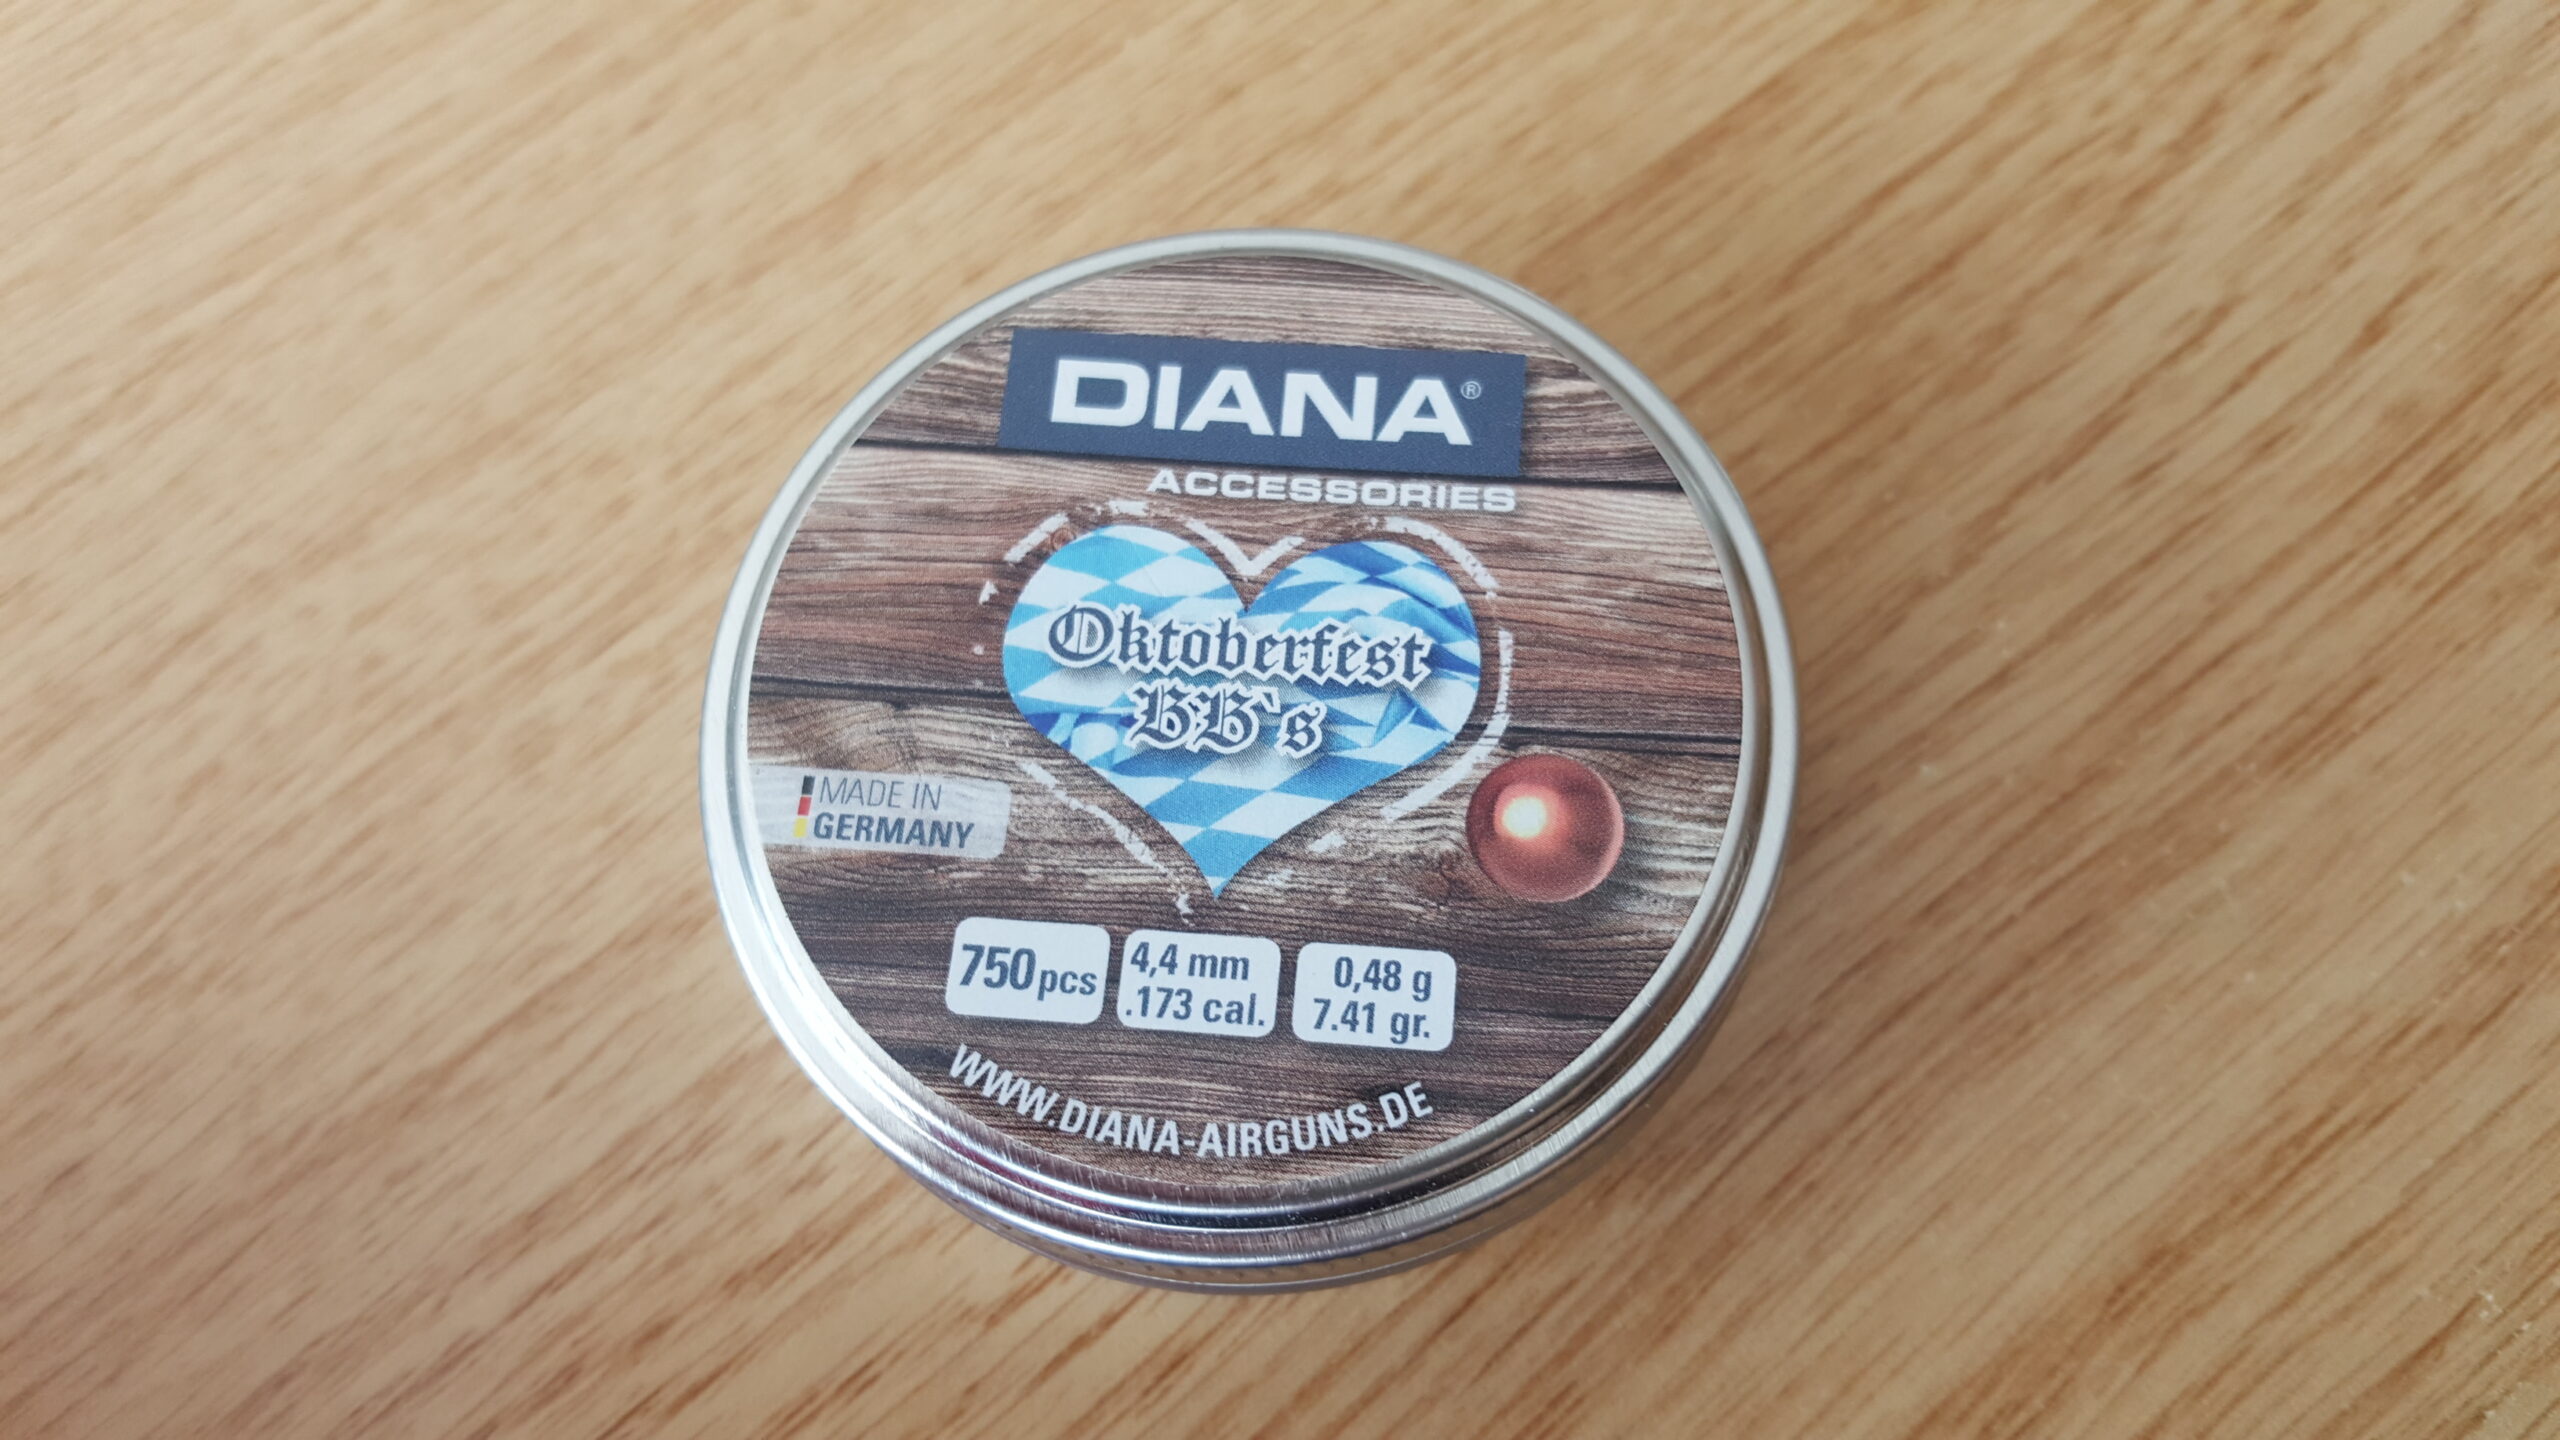 DIANA®
ACCESSORIES
Oktoberfest
BB`s
MADE IN
GERMANY
750 pcs
4,4 mm
.173 cal.
0,48 g
7.41 gr.
WWW.DIANA-AIRGUNS.DE